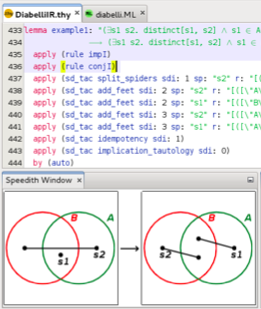 DiabelliIR.thy diabelli.ML
433 lemma example1: "(∃s1 s2. distinct[s1, s2] ∧ s1 ∈ A
434 ⟶ (∃s1 s2. distinct[s1, s2] ∧ s1 ∈
435 apply (rule impI)
436 apply (rule conjI)
437 apply (sd_tac split_spiders sdi: 1 sp: "s2" r: "[(
438 apply (sd_tac add_feet sdi: 2 sp: "s2" r: "[([\"A\
439 apply (sd_tac add_feet sdi: 2 sp: "s1" r: "[([\"B\
440 apply (sd_tac add_feet sdi: 3 sp: "s2" r: "[([\"A\
441 apply (sd_tac add_feet sdi: 3 sp: "s1" r: "[([\"A\
442 apply (sd_tac idempotency sdi: 1)
443 apply (sd_tac implication_tautology sdi: 0)
444 by (auto)
Speedith Window
B A B A
s1 s2 s2 s1